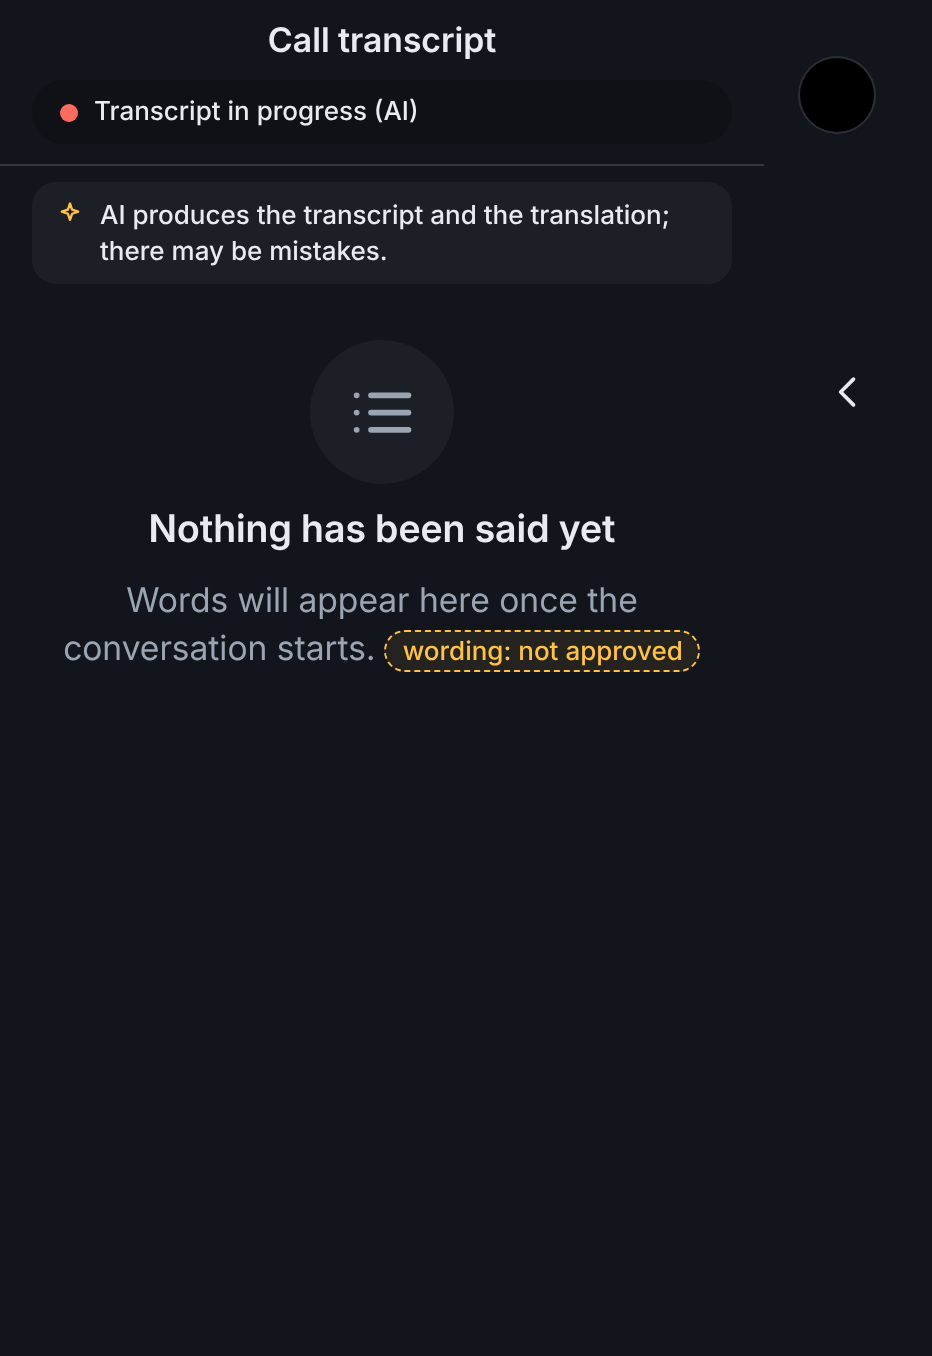 Call transcript
Transcript in progress (AI)
AI produces the transcript and the translation;
there may be mistakes.
Nothing has been said yet
Words will appear here once the
conversation starts. wording: not approved